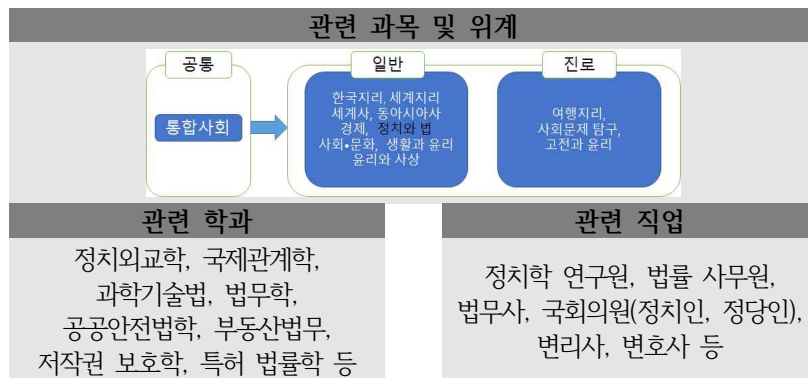 관련 과목 및 위계
공통
일반
진로
통합사회
한국지리, 세계지리
세계사, 동아시아사
경제, 정치와 법
사회•문화, 생활과 윤리
윤리와 사상
여행지리,
사회문제 탐구,
고전과 윤리
관련 학과
정치외교학, 국제관계학,
과학기술법, 법무학,
공공안전법학, 부동산법무,
저작권 보호학, 특허 법률학 등
관련 직업
정치학 연구원, 법률 사무원,
법무사, 국회의원(정치인, 정당인),
변리사, 변호사 등